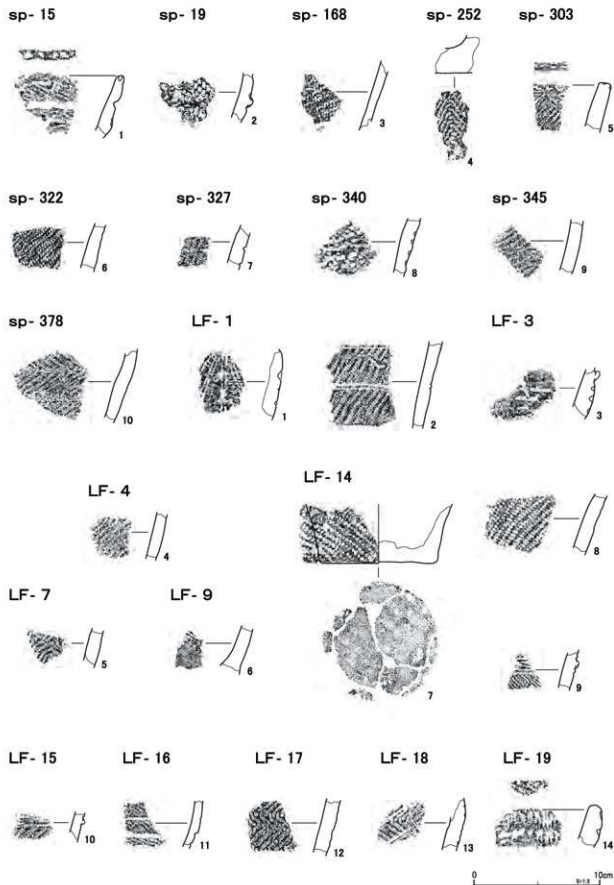 sp- 15 sp- 19 sp- 168 sp- 252 sp- 303
1 2 3 4 5
sp- 322 sp- 327 sp- 340 sp- 345
6 7 8 9
sp- 378 LF- 1 LF- 3
10 1 2 3
LF- 4 LF- 14
4 8
LF- 7 LF- 9
5 6 7 9
LF- 15 LF- 16 LF- 17 LF- 18 LF- 19
10 11 12 13 14
0 10cm